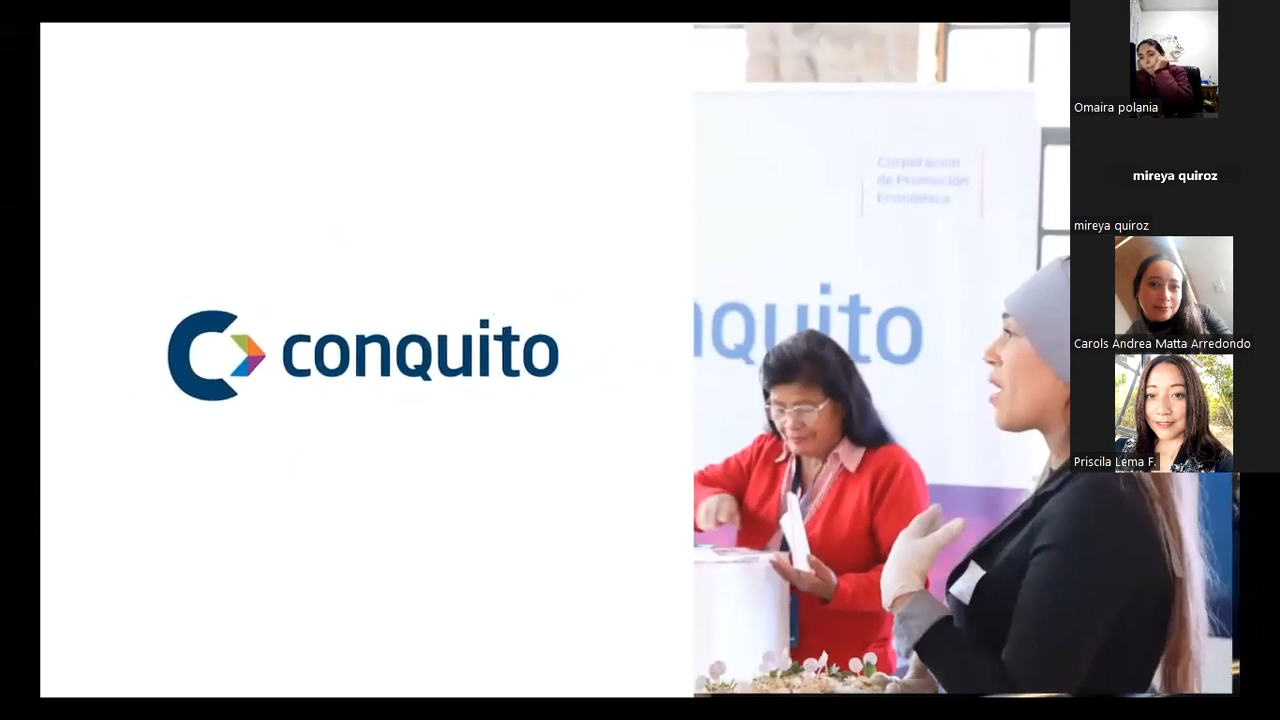 conquito
Corporación
de Promoción
Económica
nquito
Omaira polania
mireya quiroz
mireya quiroz
Carols Andrea Matta Arredondo
Priscila Lema F.